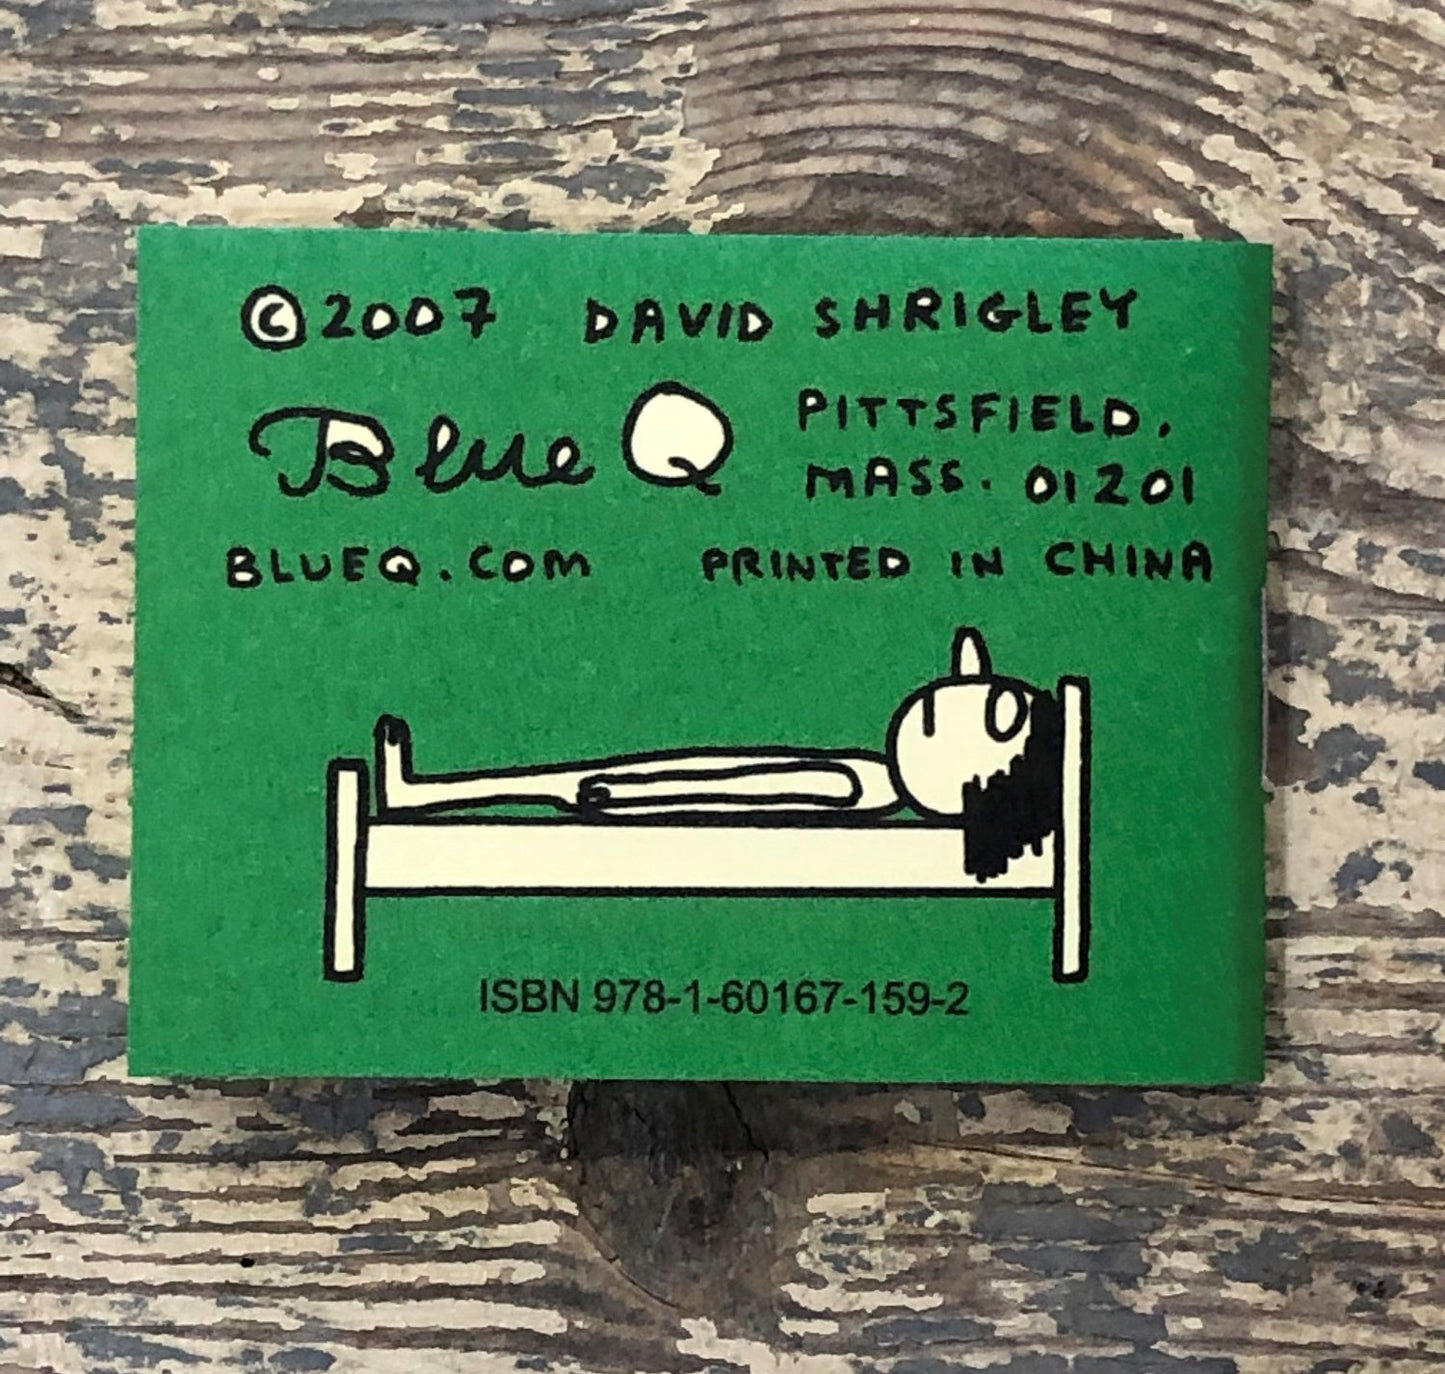 © 2007 DAVID SHRIGLEY
Blue Q
PITTSFIELD,
MASS. 01201
BLUEQ.COM PRINTED IN CHINA
ISBN 978-1-60167-159-2